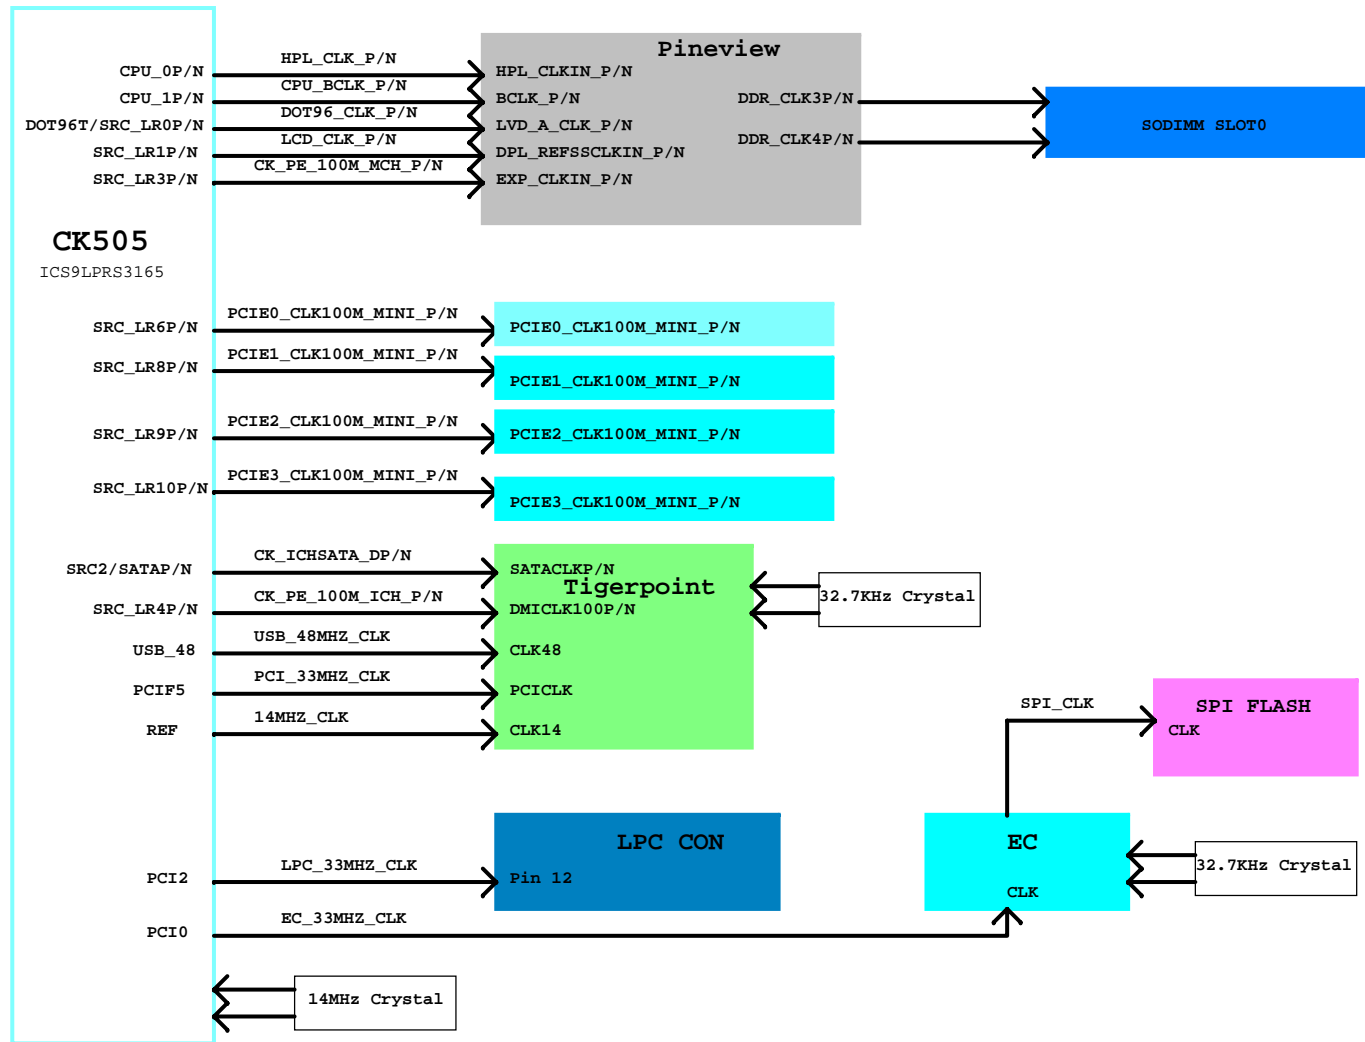 Pineview
HPL_CLK_P/N
CPU_0P/N
HPL_CLKIN_P/N
CPU_BCLK_P/N
CPU_1P/N
BCLK_P/N
DDR_CLK3P/N
DOT96_CLK_P/N
DOT96T/SRC_LR0P/N
LVD_A_CLK_P/N
SODIMM SLOT0
LCD_CLK_P/N
DDR_CLK4P/N
SRC_LR1P/N
DPL_REFSSCLKIN_P/N
CK_PE_100M_MCH_P/N
SRC_LR3P/N
EXP_CLKIN_P/N
CK505
ICS9LPRS3165
PCIE0_CLK100M_MINI_P/N
SRC_LR6P/N
PCIE0_CLK100M_MINI_P/N
PCIE1_CLK100M_MINI_P/N
SRC_LR8P/N
PCIE1_CLK100M_MINI_P/N
PCIE2_CLK100M_MINI_P/N
SRC_LR9P/N
PCIE2_CLK100M_MINI_P/N
PCIE3_CLK100M_MINI_P/N
SRC_LR10P/N
PCIE3_CLK100M_MINI_P/N
CK_ICHSATA_DP/N
SRC2/SATAP/N
SATACLKP/N
Tigerpoint
32.7KHz Crystal
CK_PE_100M_ICH_P/N
SRC_LR4P/N
DMICLK100P/N
USB_48MHZ_CLK
USB_48
CLK48
PCI_33MHZ_CLK
PCIF5
PCICLK
14MHZ_CLK
REF
CLK14
SPI_CLK
SPI FLASH
CLK
LPC CON
EC
LPC_33MHZ_CLK
32.7KHz Crystal
PCI2
Pin 12
CLK
EC_33MHZ_CLK
PCI0
14MHz Crystal